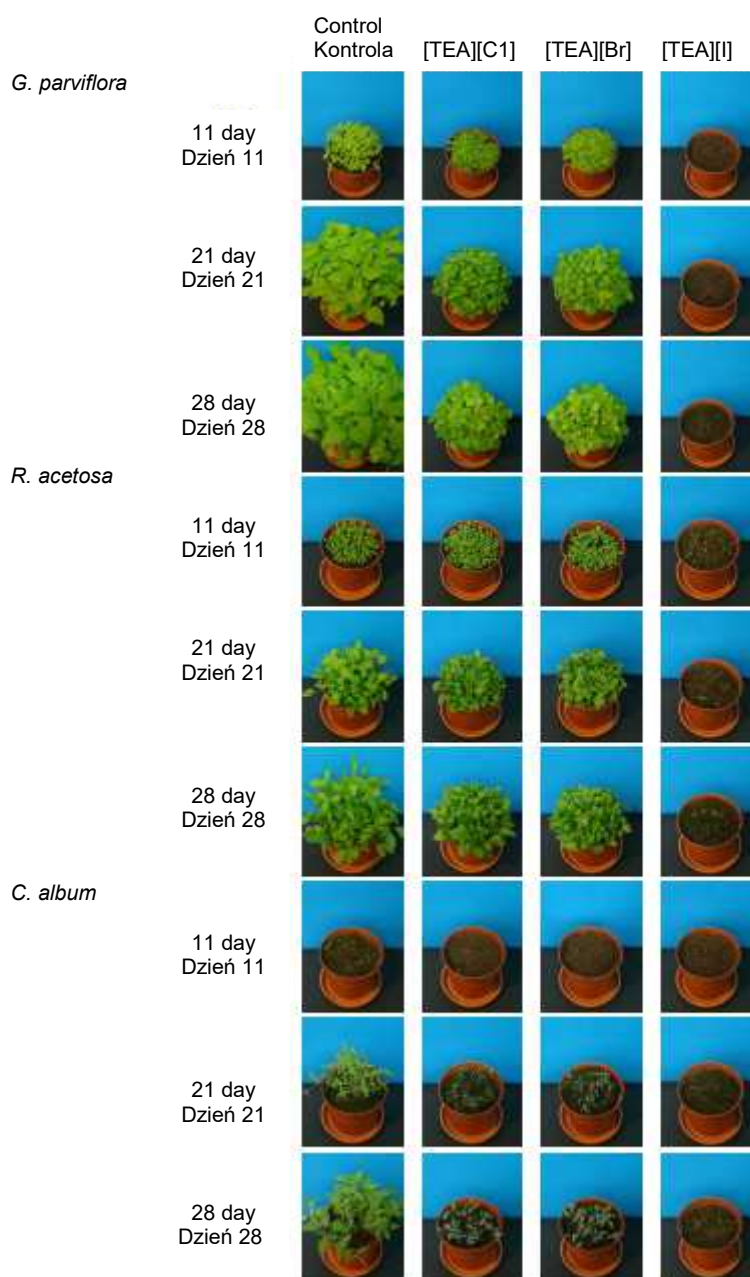 Control
Kontrola
[TEA][C1]
[TEA][Br]
[TEA][I]
G. parviflora
11 day
Dzień 11
21 day
Dzień 21
28 day
Dzień 28
R. acetosa
11 day
Dzień 11
21 day
Dzień 21
28 day
Dzień 28
C. album
11 day
Dzień 11
21 day
Dzień 21
28 day
Dzień 28